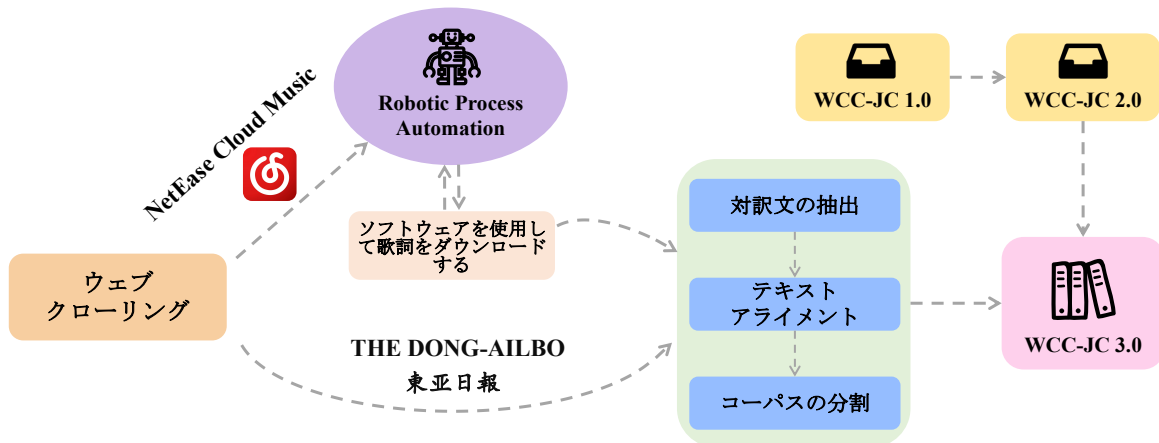 NetEase Cloud Music
Robotic Process
Automation
WCC-JC 1.0
WCC-JC 2.0
ソフトウェアを使用し
て歌詞をダウンロード
する
ウェブ
クローリング
THE DONG-AILBO
東亚日報
対訳文の抽出
テキスト
アライメント
コーパスの分割
WCC-JC 3.0